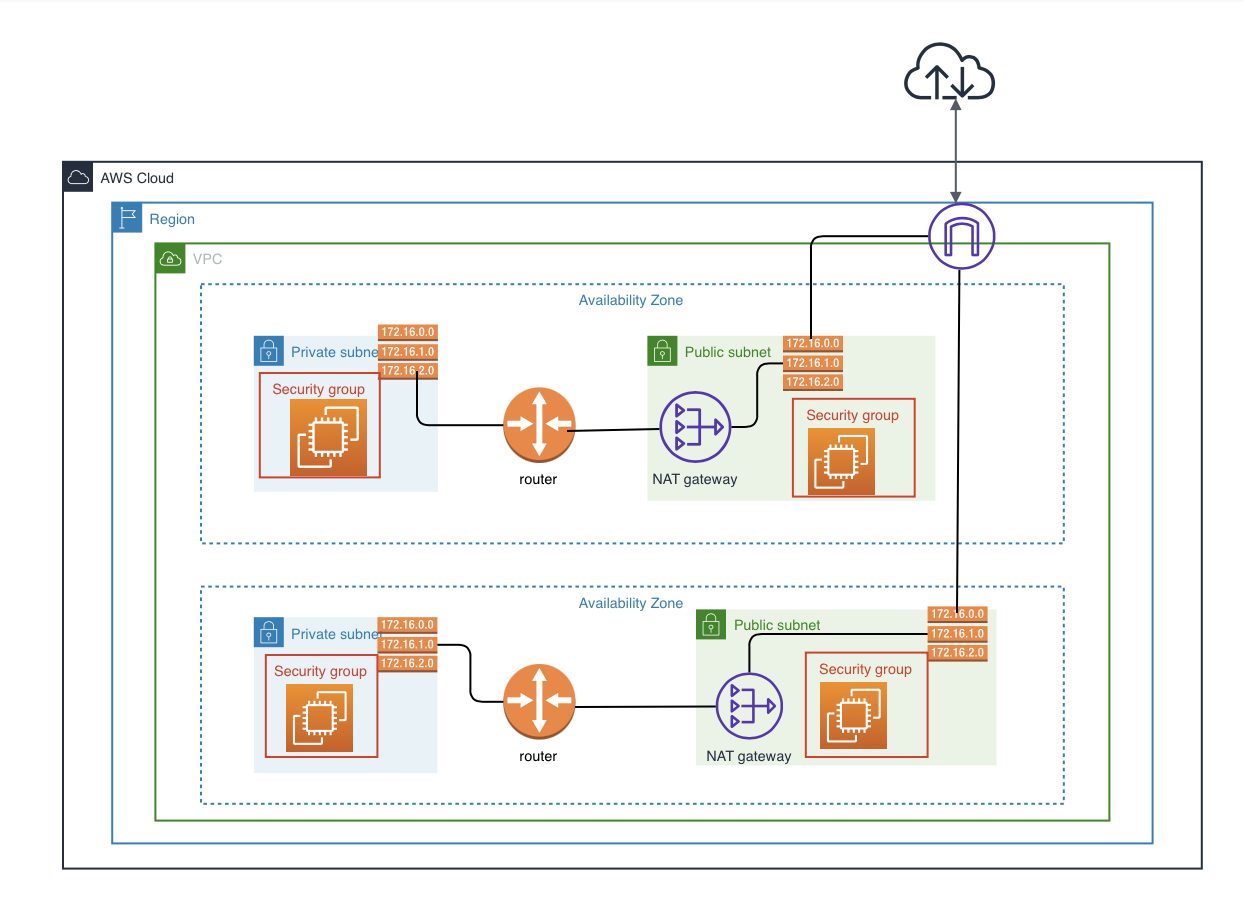 AWS Cloud
Region
VPC
Availability Zone
172.16.0.0
Private subne
172.16.1.0
172.16.2.0
Security group
router
Public subnet
172.16.0.0
172.16.1.0
172.16.2.0
NAT gateway
Security group
Availability Zone
172.16.0.0
Private subne
172.16.1.0
172.16.2.0
Security group
router
Public subnet
172.16.0.0
172.16.1.0
172.16.2.0
NAT gateway
Security group